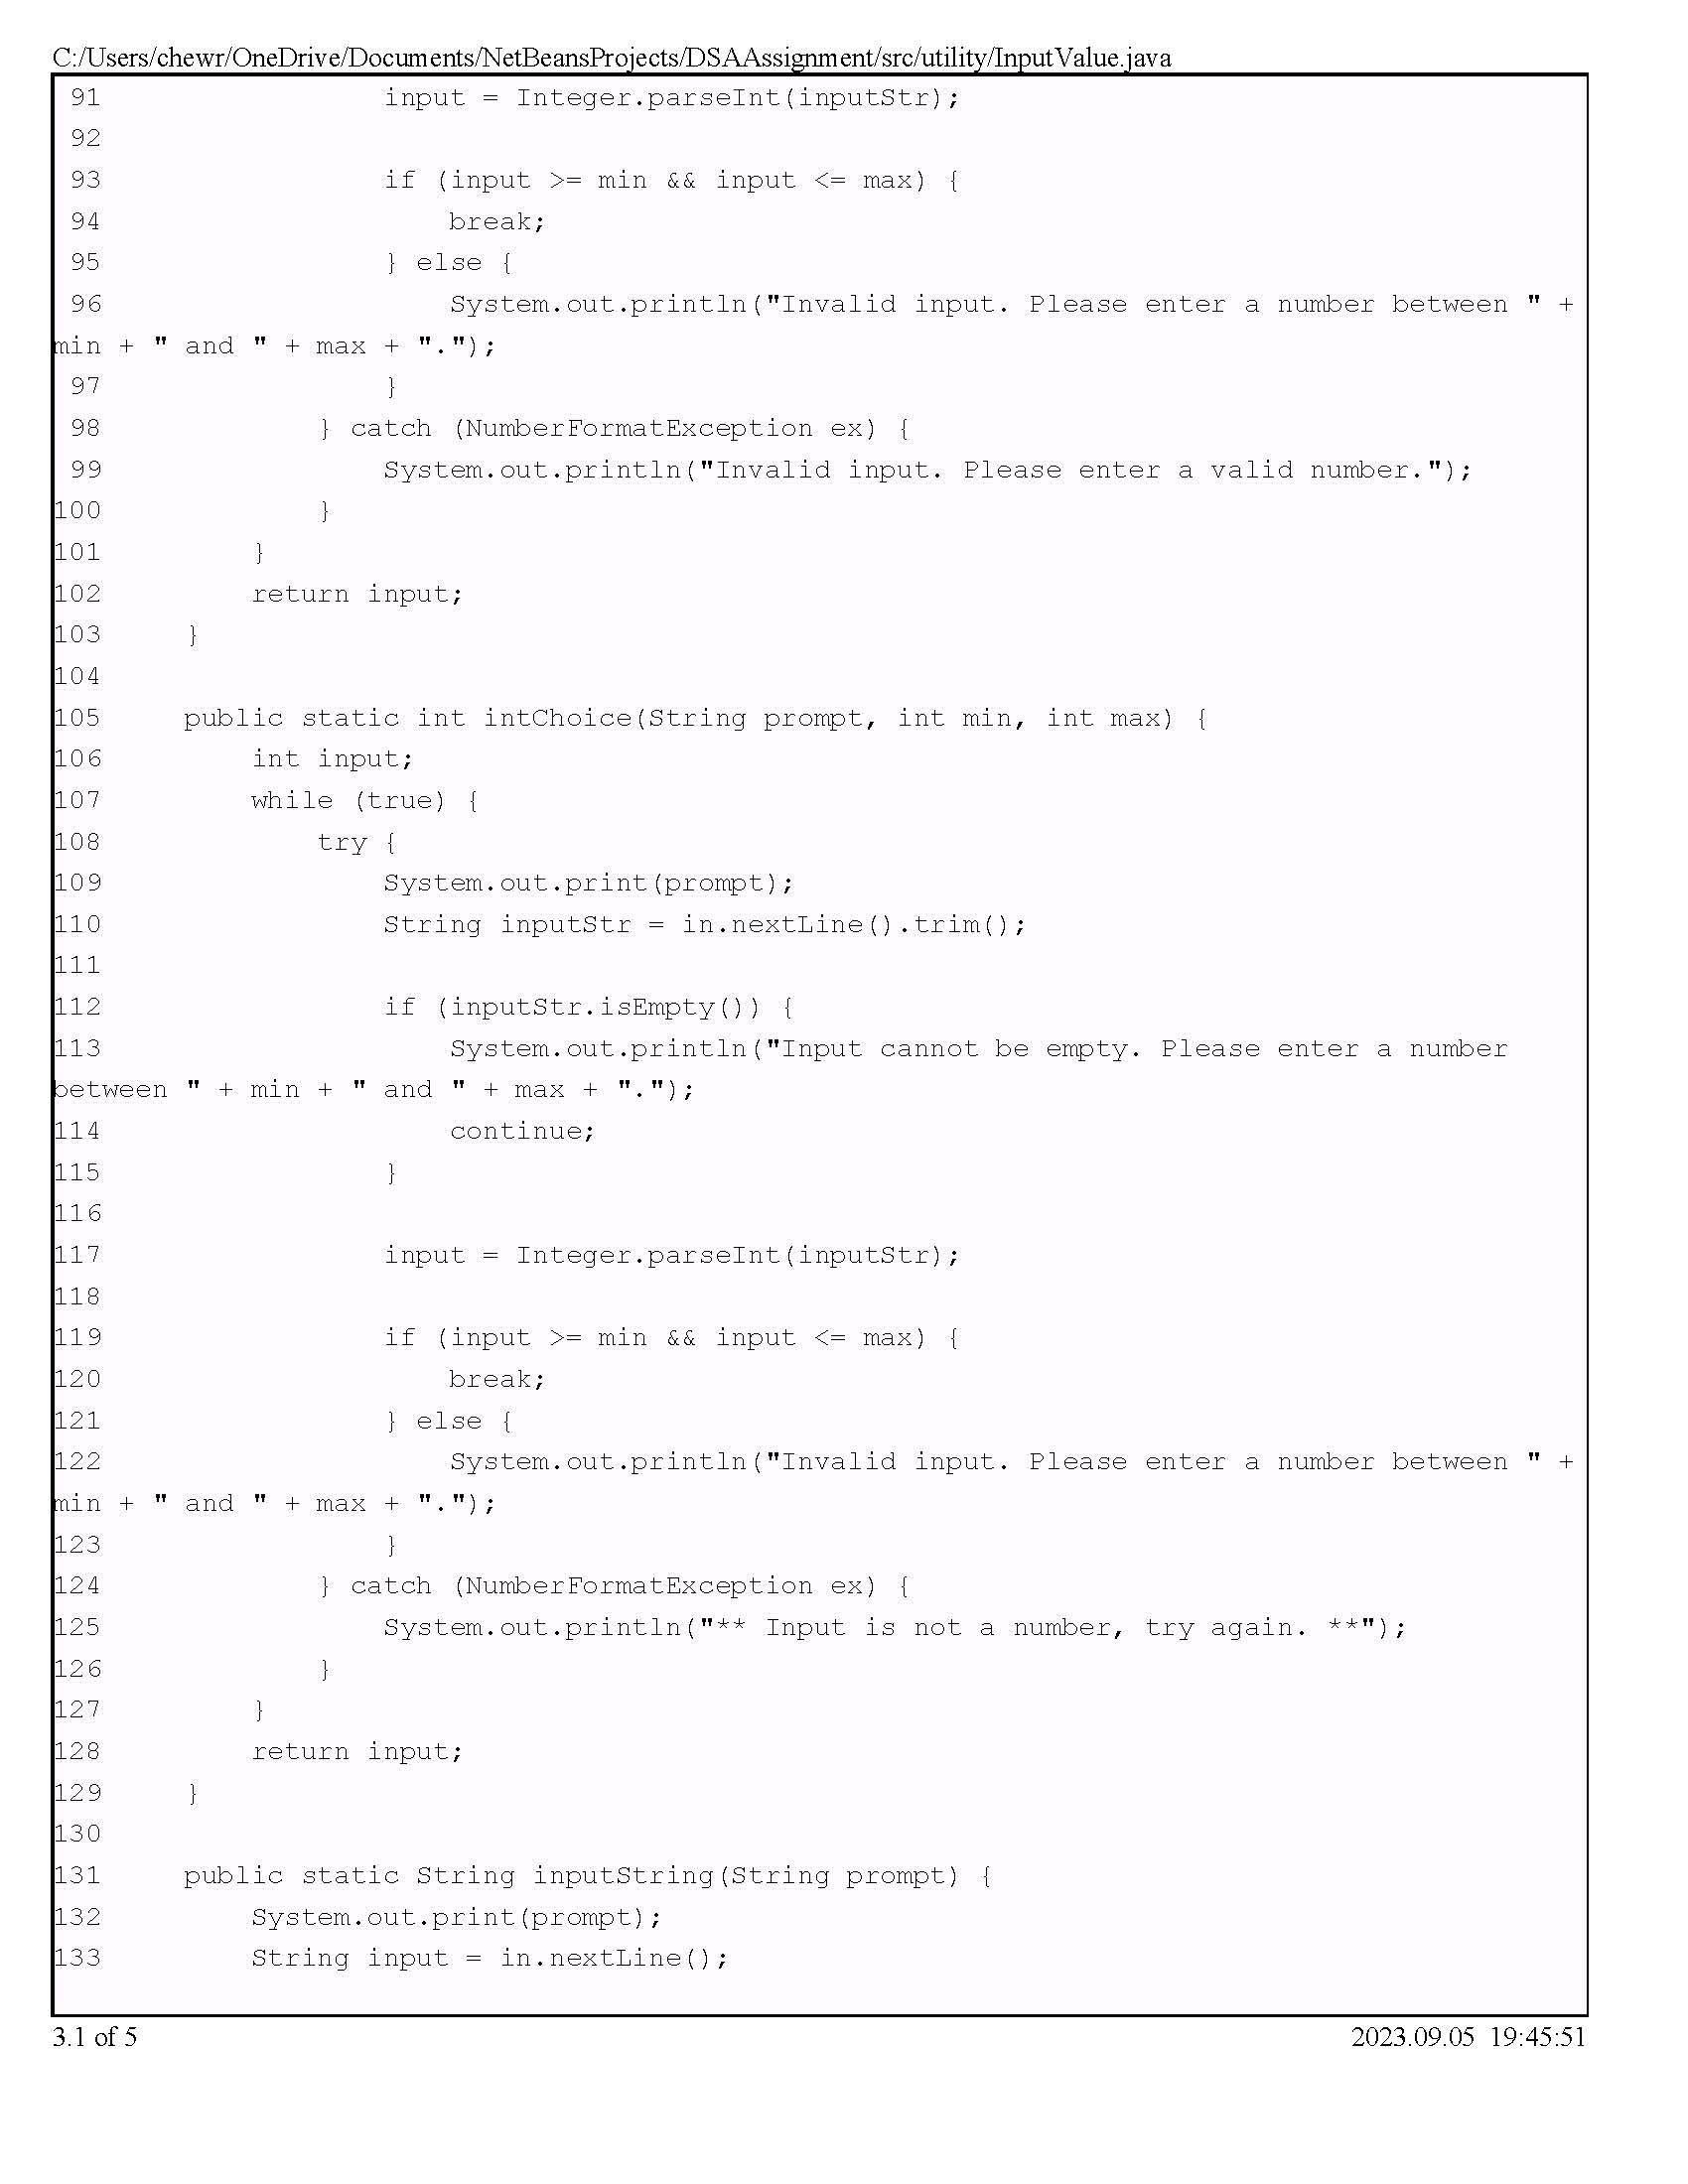 C:/Users/chewr/OneDrive/Documents/NetBeansProjects/DSAAssignment/src/utility/InputValue.java
91                 input = Integer.parseInt(inputStr);
92
93                 if (input >= min && input <= max) {
94                     break;
95                 } else {
96                     System.out.println("Invalid input. Please enter a number between " +
min + " and " + max + ".");
97                 }
98             } catch (NumberFormatException ex) {
99                 System.out.println("Invalid input. Please enter a valid number.");
100             }
101         }
102         return input;
103     }
104
105     public static int intChoice(String prompt, int min, int max) {
106         int input;
107         while (true) {
108             try {
109                 System.out.print(prompt);
110                 String inputStr = in.nextLine().trim();
111
112                 if (inputStr.isEmpty()) {
113                     System.out.println("Input cannot be empty. Please enter a number
between " + min + " and " + max + ".");
114                     continue;
115                 }
116
117                 input = Integer.parseInt(inputStr);
118
119                 if (input >= min && input <= max) {
120                     break;
121                 } else {
122                     System.out.println("Invalid input. Please enter a number between " +
min + " and " + max + ".");
123                 }
124             } catch (NumberFormatException ex) {
125                 System.out.println("** Input is not a number, try again. **");
126             }
127         }
128         return input;
129     }
130
131     public static String inputString(String prompt) {
132         System.out.print(prompt);
133         String input = in.nextLine();
3.1 of 5 2023.09.05 19:45:51